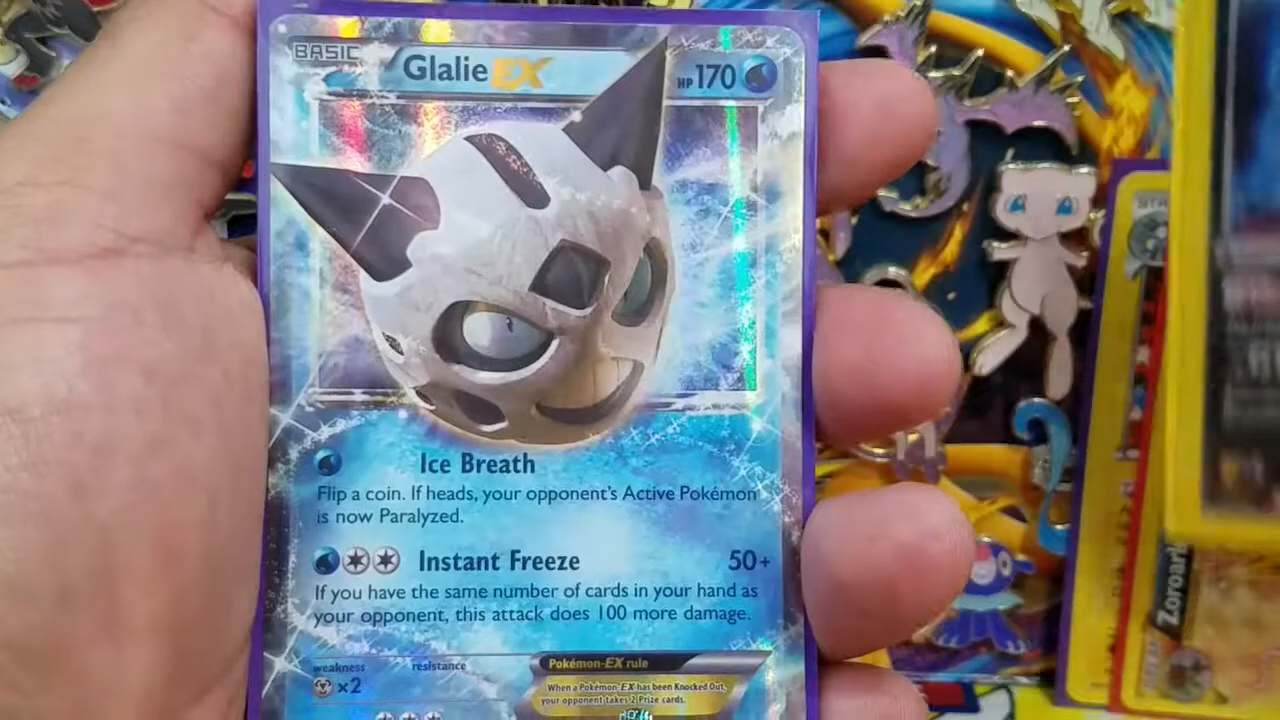 BASIC Glalie EX HP 170
Ice Breath
Flip a coin. If heads, your opponent's Active Pokémon
is now Paralyzed.
Instant Freeze 50+
If you have the same number of cards in your hand as
your opponent, this attack does 100 more damage.
weakness resistance
×2
Pokémon-EX rule
When a Pokémon-EX has been Knocked Out,
your opponent takes 2 Prize cards.
Zoroar